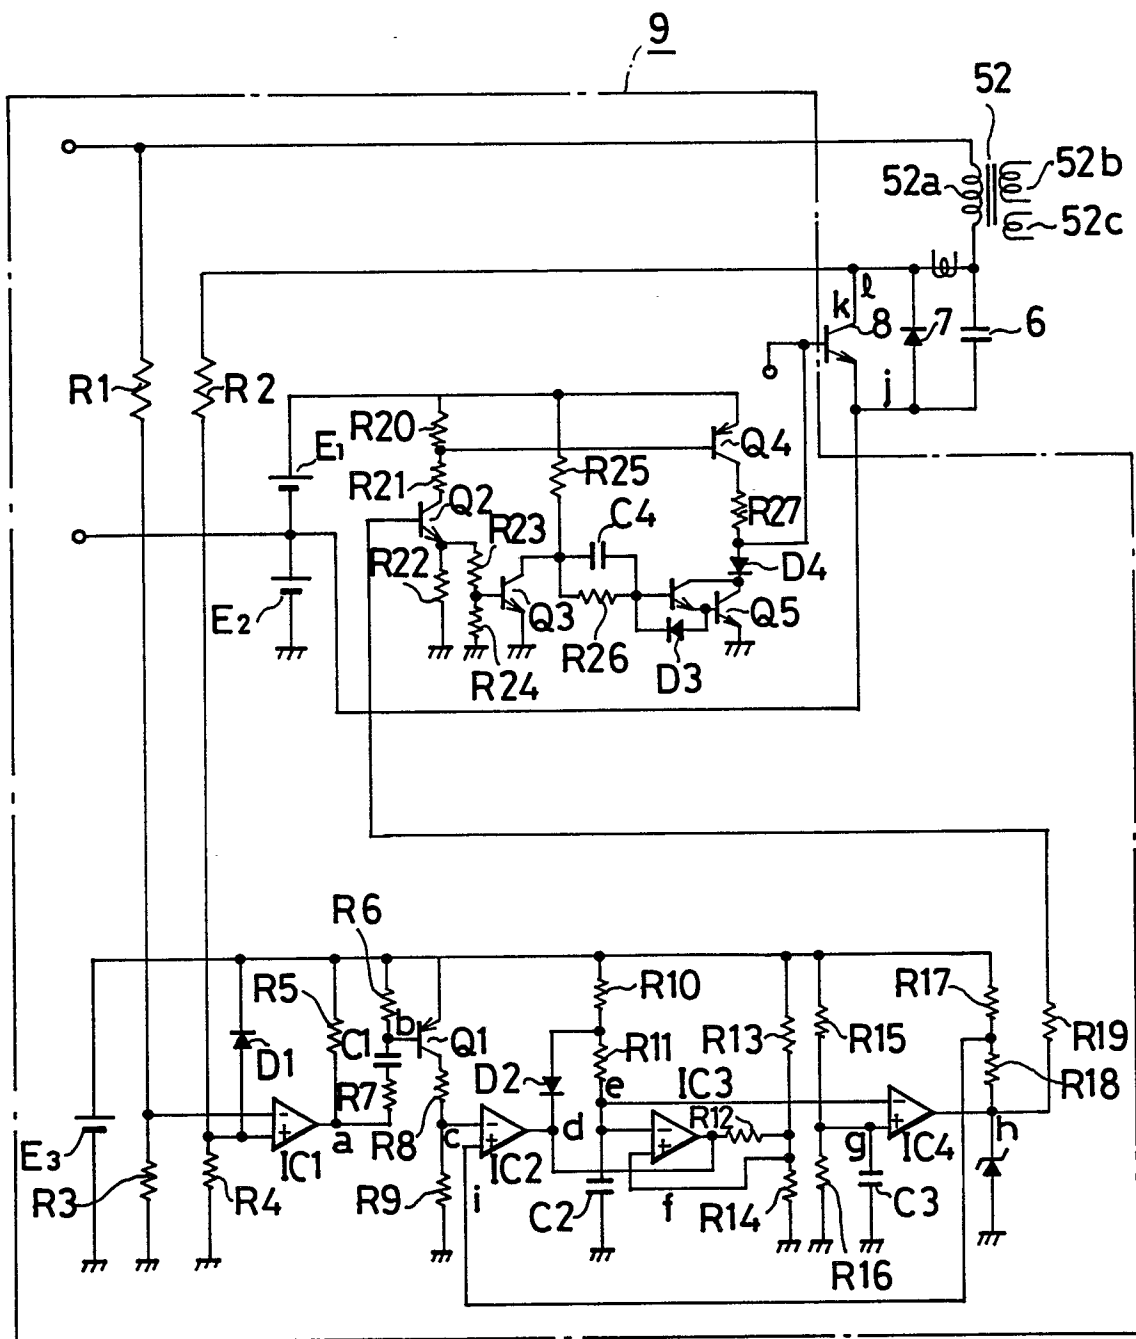 9
52
52a
52b
52c
k
l
8
7
6
R1
R2
j
R20
E1
R25
Q4
R21
Q2
C4
R27
R23
R22
D4
E2
Q3
Q5
R26
D3
R24
R6
R5
b
Q1
R10
R17
C1
R13
R15
R19
D1
R11
D2
e
IC3
R18
R7
R8
R12
- + a
c - +
d
- +
g - +
h
E3
IC1
IC2
IC4
R3
R4
R9
i
C2
f
R14
C3
R16